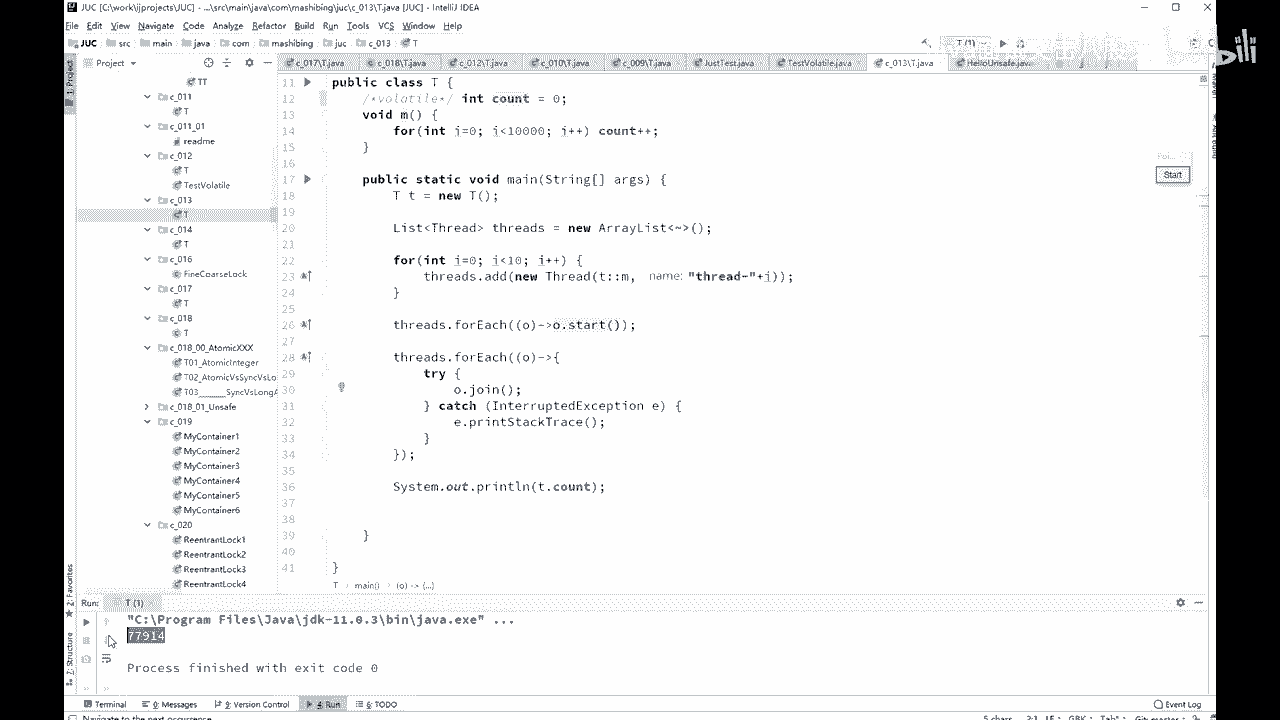 JUC [C:\work\ijprojects\JUC] - ...\src\main\java\com\mashibing\juc\c_013\T.java [JUC] - IntelliJ IDEA
File Edit View Navigate Code Analyze Refactor Build Run Tools VCS Window Help
JUC src main java com mashibing juc c_013 T
T (1)
Project
c_017\T.java c_018\T.java c_012\T.java c_010\T.java c_009\T.java JustTest.java TestVolatile.java c_013\T.java HelloUnsafe.java
1: Project
TT
c_011
T
c_011_01
readme
c_012
T
TestVolatile
c_013
T
c_014
T
c_016
FineCoarseLock
c_017
T
c_018
T
c_018_00_AtomicXXX
T01_AtomicInteger
T02_AtomicVsSyncVsLo
T03______SyncVsLongA
c_018_01_Unsafe
c_019
MyContainer1
MyContainer2
MyContainer3
MyContainer4
MyContainer5
MyContainer6
c_020
ReentrantLock1
ReentrantLock2
ReentrantLock3
ReentrantLock4
11 public class T {
12 /*volatile*/ int count = 0;
13 void m() {
14 for(int i=0; i<10000; i++) count++;
15 }
16
17 public static void main(String[] args) {
18 T t = new T();
19
20 List<Thread> threads = new ArrayList<~>();
21
22 for(int i=0; i<10; i++) {
23 threads.add(new Thread(t::m, name: "thread-"+i));
24 }
25
26 threads.forEach((o)->o.start());
27
28 threads.forEach((o)->{
29 try {
30 o.join();
31 } catch (InterruptedException e) {
32 e.printStackTrace();
33 }
34 });
35
36 System.out.println(t.count);
37
38
39 }
40
41 }
Start
T main() (o) -> {...}
2: Favorites
7: Structure
Run: T (1)
"C:\Program Files\Java\jdk-11.0.3\bin\java.exe" ...
77914
Process finished with exit code 0
Terminal 0: Messages 9: Version Control 4: Run 6: TODO
Event Log
Navigate to the next occurrence